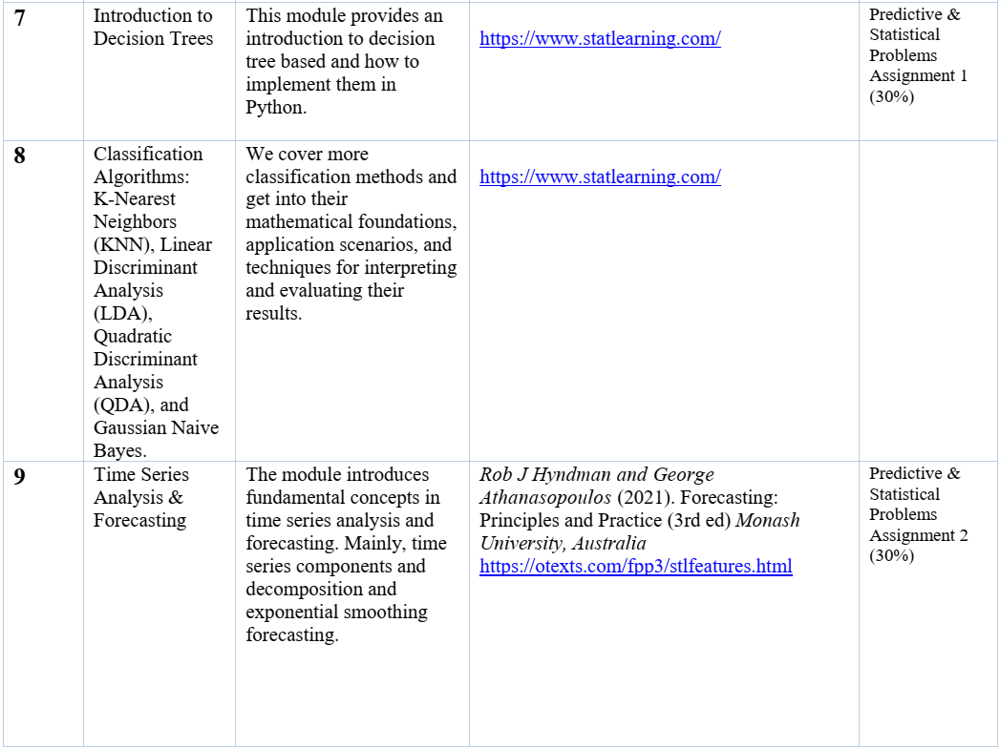 7
Introduction to
Decision Trees
This module provides an
introduction to decision
tree based and how to
implement them in
Python.
https://www.statlearning.com/
Predictive &
Statistical
Problems
Assignment 1
(30%)
8
Classification
Algorithms:
K-Nearest
Neighbors
(KNN), Linear
Discriminant
Analysis
(LDA),
Quadratic
Discriminant
Analysis
(QDA), and
Gaussian Naive
Bayes.
We cover more
classification methods and
get into their
mathematical foundations,
application scenarios, and
techniques for interpreting
and evaluating their
results.
https://www.statlearning.com/
9
Time Series
Analysis &
Forecasting
The module introduces
fundamental concepts in
time series analysis and
forecasting. Mainly, time
series components and
decomposition and
exponential smoothing
forecasting.
Rob J Hyndman and George
Athanasopoulos (2021). Forecasting:
Principles and Practice (3rd ed) Monash
University, Australia
https://otexts.com/fpp3/stlfeatures.html
Predictive &
Statistical
Problems
Assignment 2
(30%)